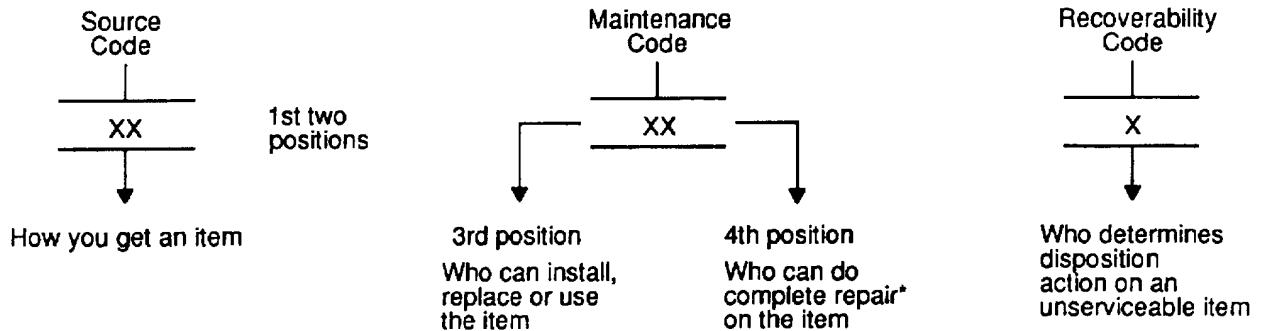 Source
Code
XX
1st two
positions
How you get an item
Maintenance
Code
XX
3rd position
Who can install,
replace or use
the item
4th position
Who can do
complete repair*
on the item
Recoverability
Code
X
Who determines
disposition
action on an
unserviceable item